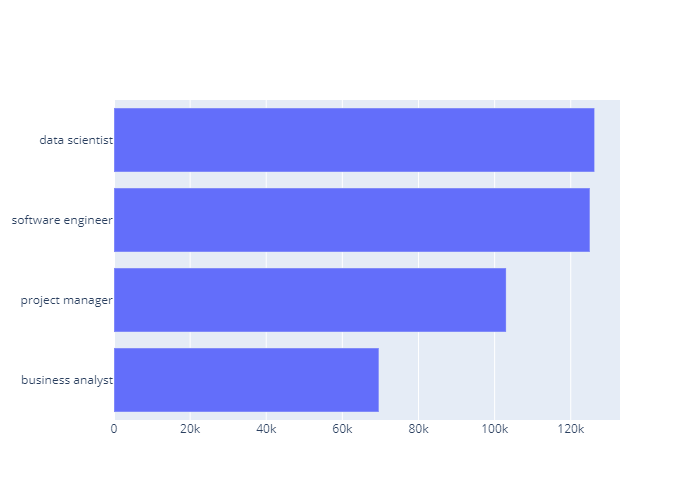 data scientist
software engineer
project manager
business analyst
0 20k 40k 60k 80k 100k 120k